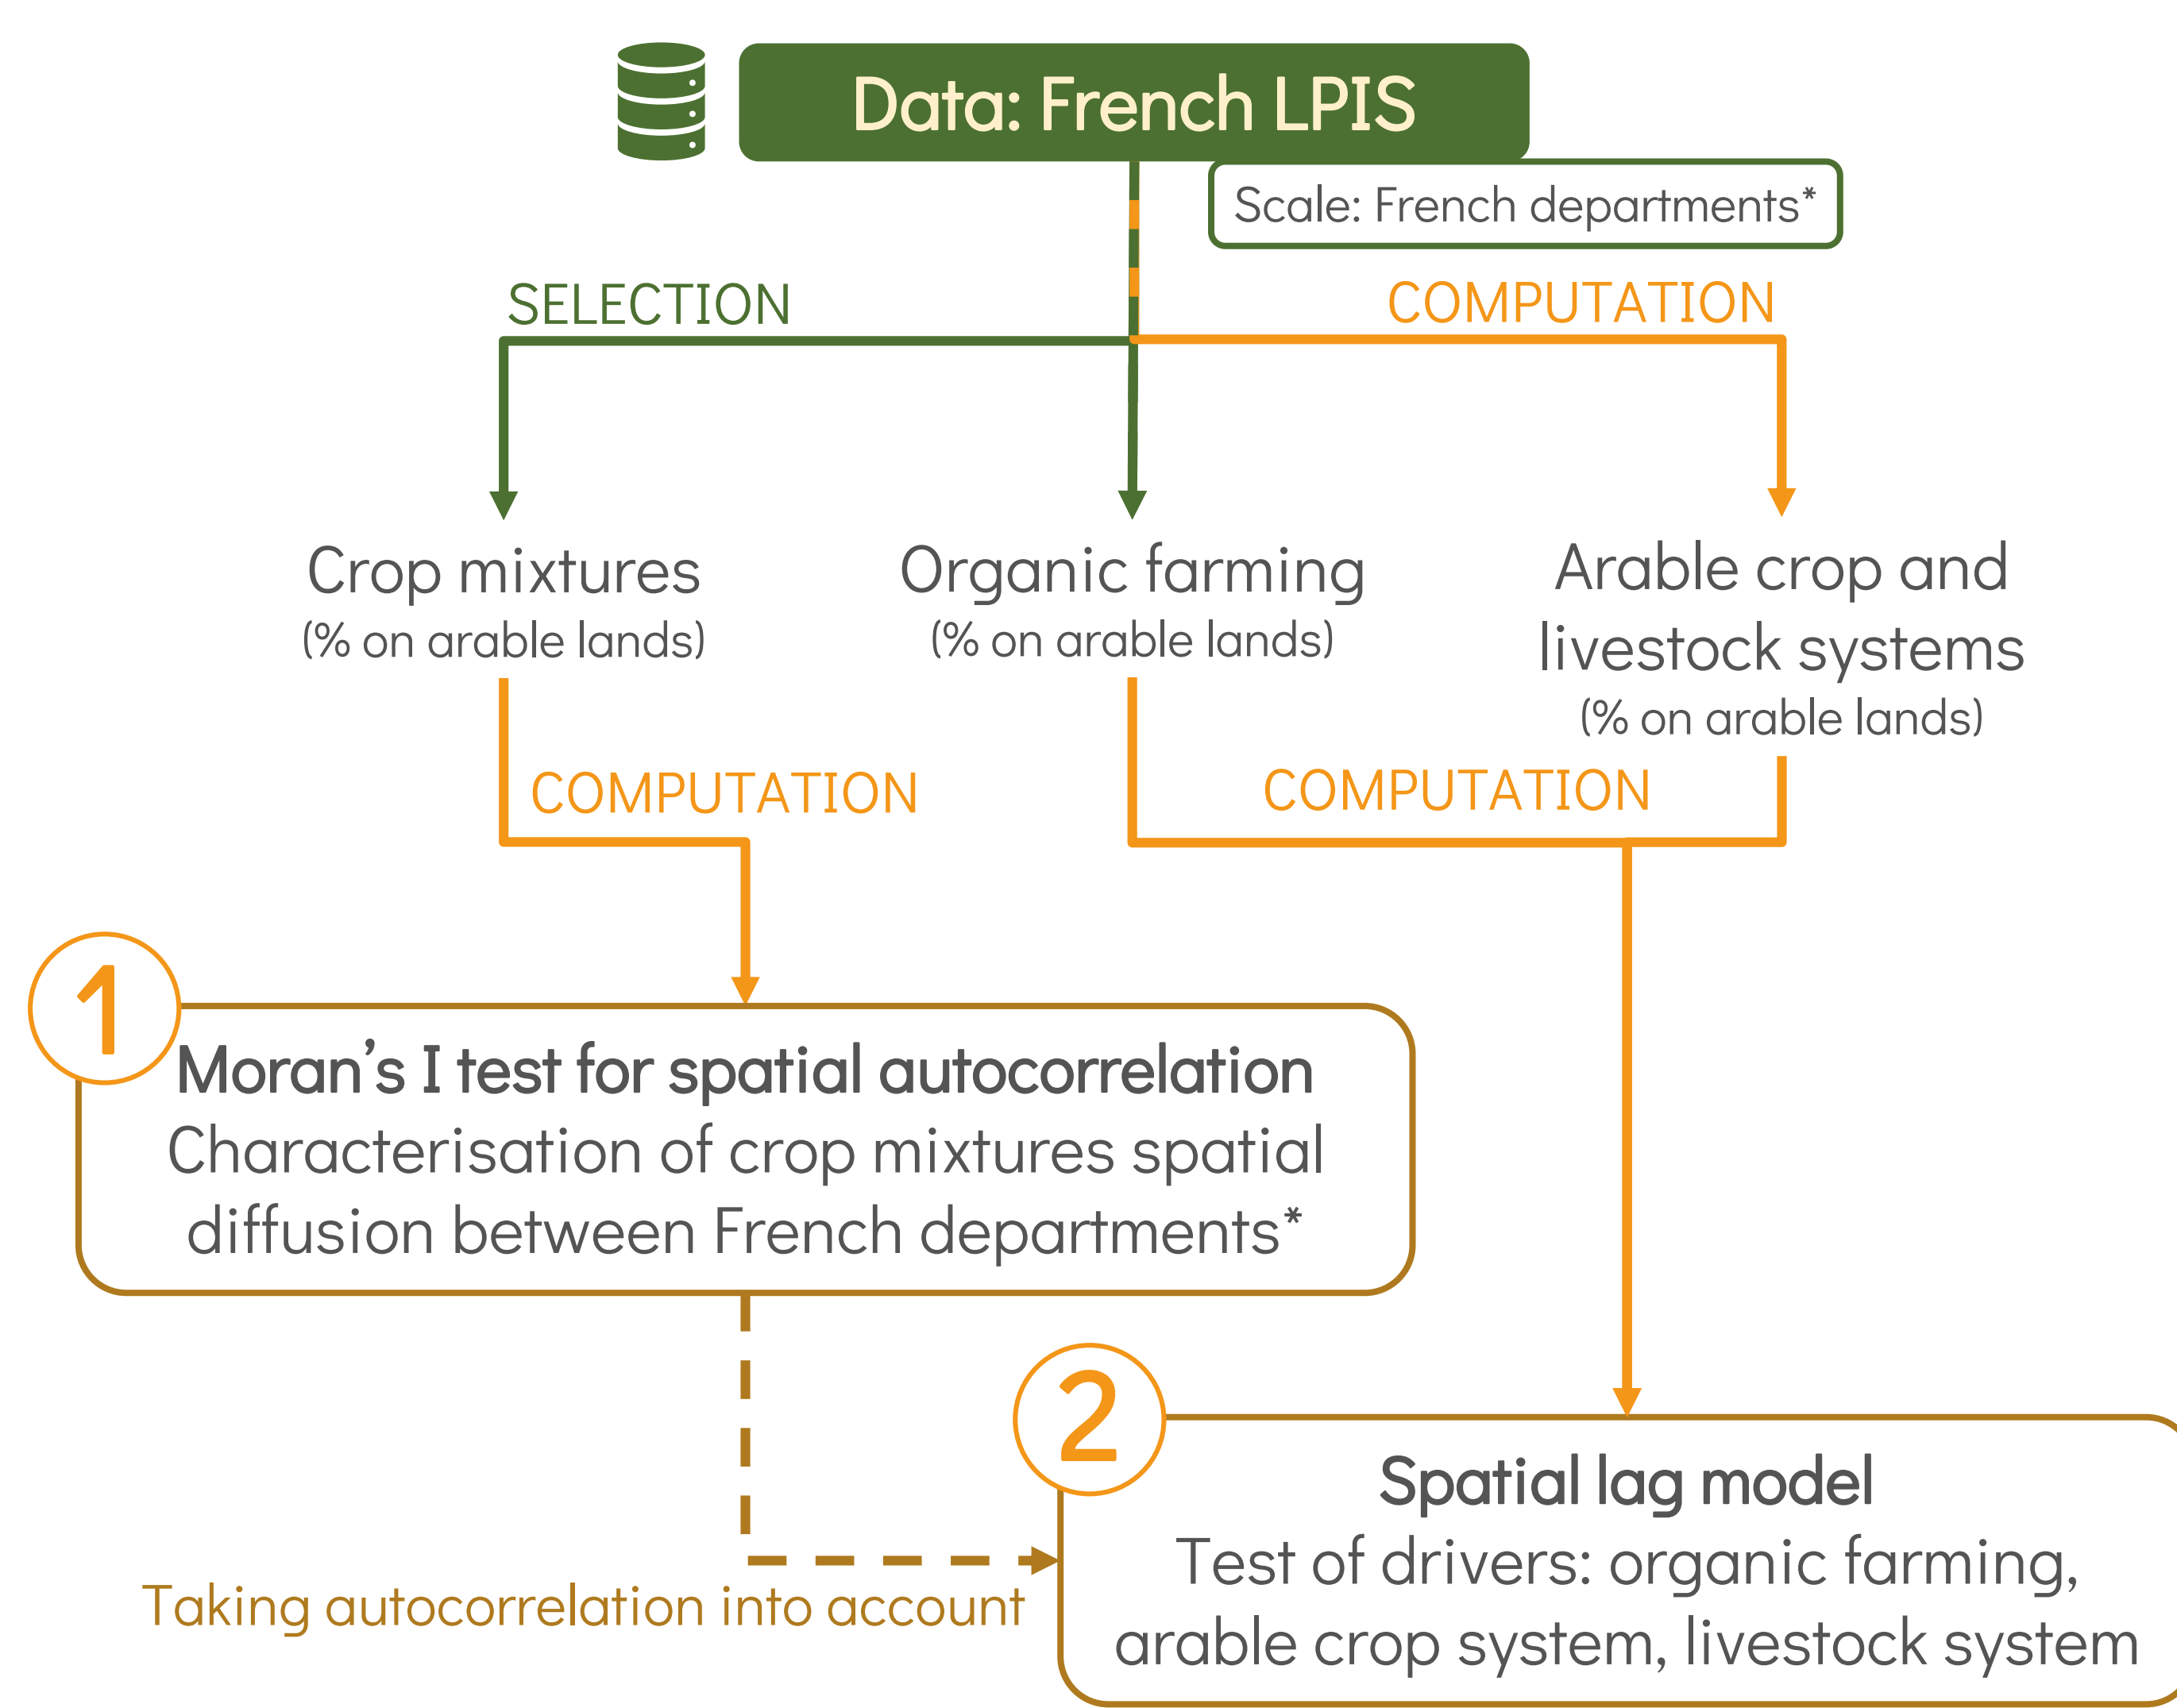 Data: French LPIS
Scale: French departments*
SELECTION
COMPUTATION
Crop mixtures
(% on arable lands)
Organic farming
(% on arable lands)
Arable crop and
livestock systems
(% on arable lands)
COMPUTATION
COMPUTATION
1
Moran's I test for spatial autocorrelation
Characterisation of crop mixtures spatial
diffusion between French departments*
2
Spatial lag model
Test of drivers: organic farming,
arable crop system, livestock system
Taking autocorrelation into account